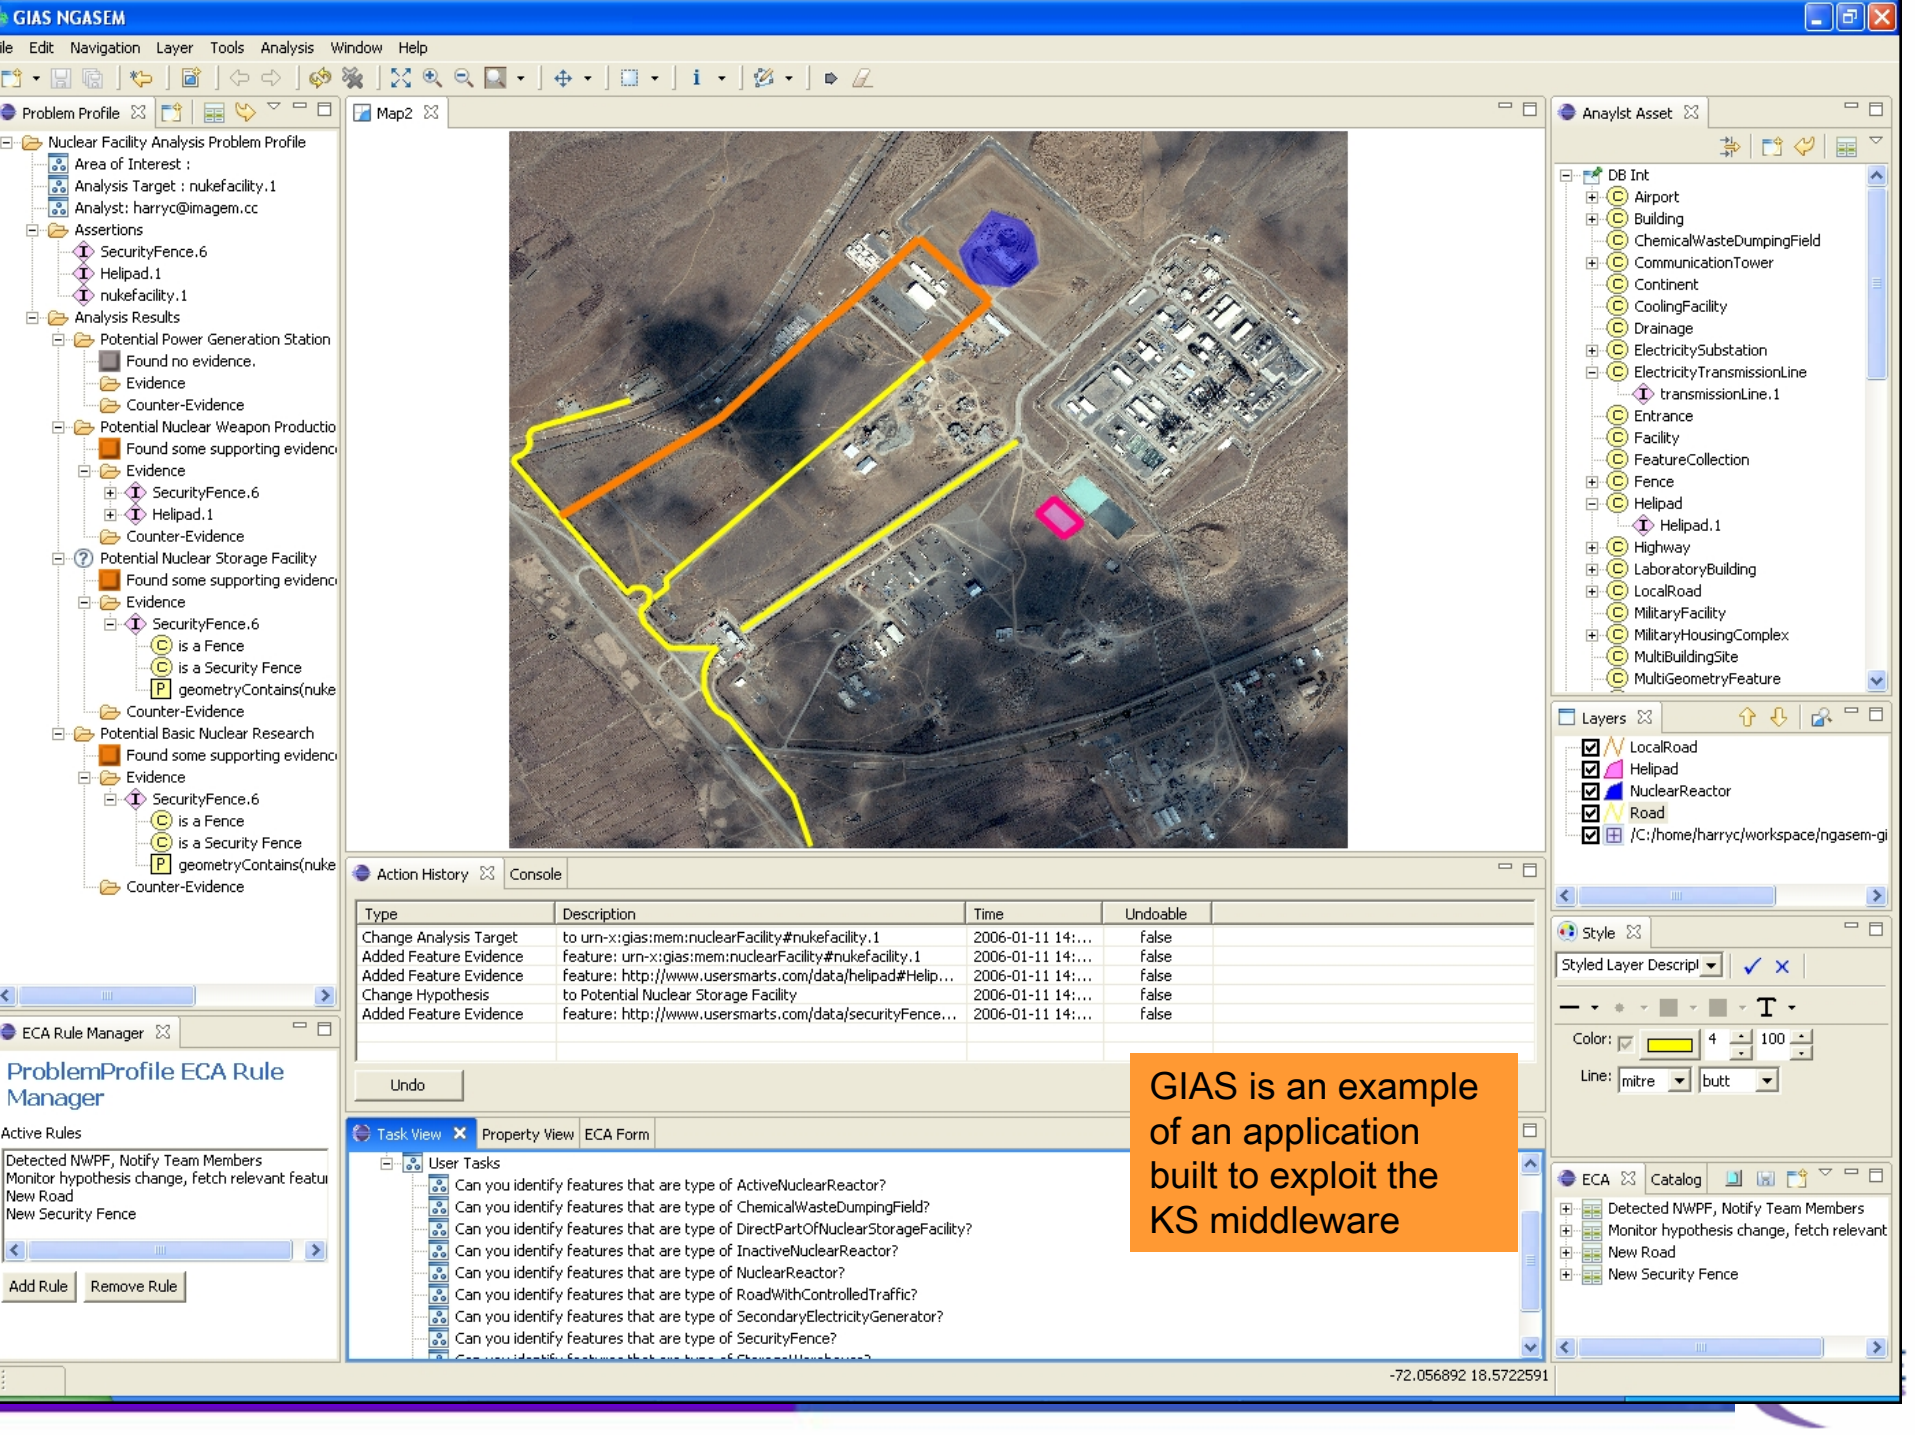 GIAS NGASEM
ile Edit Navigation Layer Tools Analysis Window Help
Problem Profile
Nuclear Facility Analysis Problem Profile
Area of Interest :
Analysis Target : nukefacility.1
Analyst: harryc@imagem.cc
Assertions
SecurityFence.6
Helipad.1
nukefacility.1
Analysis Results
Potential Power Generation Station
Found no evidence.
Evidence
Counter-Evidence
Potential Nuclear Weapon Productio
Found some supporting evidenc
Evidence
SecurityFence.6
Helipad.1
Counter-Evidence
Potential Nuclear Storage Facility
Found some supporting evidenc
Evidence
SecurityFence.6
is a Fence
is a Security Fence
geometryContains(nuke
Counter-Evidence
Potential Basic Nuclear Research
Found some supporting evidenc
Evidence
SecurityFence.6
is a Fence
is a Security Fence
geometryContains(nuke
Counter-Evidence
ECA Rule Manager
ProblemProfile ECA Rule
Manager
Active Rules
Detected NWPF, Notify Team Members
Monitor hypothesis change, fetch relevant featur
New Road
New Security Fence
Add Rule Remove Rule
Map2
Action History Console
Type Description Time Undoable
Change Analysis Target to urn-x:gias:mem:nuclearFacility#nukefacility.1 2006-01-11 14:... false
Added Feature Evidence feature: urn-x:gias:mem:nuclearFacility#nukefacility.1 2006-01-11 14:... false
Added Feature Evidence feature: http://www.usersmarts.com/data/helipad#Help... 2006-01-11 14:... false
Change Hypothesis to Potential Nuclear Storage Facility 2006-01-11 14:... false
Added Feature Evidence feature: http://www.usersmarts.com/data/securityFence... 2006-01-11 14:... false
Undo
GIAS is an example
of an application
built to exploit the
KS middleware
Task View Property View ECA Form
User Tasks
Can you identify features that are type of ActiveNuclearReactor?
Can you identify features that are type of ChemicalWasteDumpingField?
Can you identify features that are type of DirectPartOfNuclearStorageFacility?
Can you identify features that are type of InactiveNuclearReactor?
Can you identify features that are type of NuclearReactor?
Can you identify features that are type of RoadWithControlledTraffic?
Can you identify features that are type of SecondaryElectricityGenerator?
Can you identify features that are type of SecurityFence?
Can you identify features that are type of StorageWarehouse?
Anaylst Asset
DB Int
Airport
Building
ChemicalWasteDumpingField
CommunicationTower
Continent
CoolingFacility
Drainage
ElectricitySubstation
ElectricityTransmissionLine
transmissionLine.1
Entrance
Facility
FeatureCollection
Fence
Helipad
Helipad.1
Highway
LaboratoryBuilding
LocalRoad
MilitaryFacility
MilitaryHousingComplex
MultiBuildingSite
MultiGeometryFeature
Layers
LocalRoad
Helipad
NuclearReactor
Road
/C:/home/harryc/workspace/ngasem-gi
Style
Styled Layer Descript
Color: 4 100
Line: mitre butt
ECA Catalog
Detected NWPF, Notify Team Members
Monitor hypothesis change, fetch relevant
New Road
New Security Fence
-72.056892 18.5722591